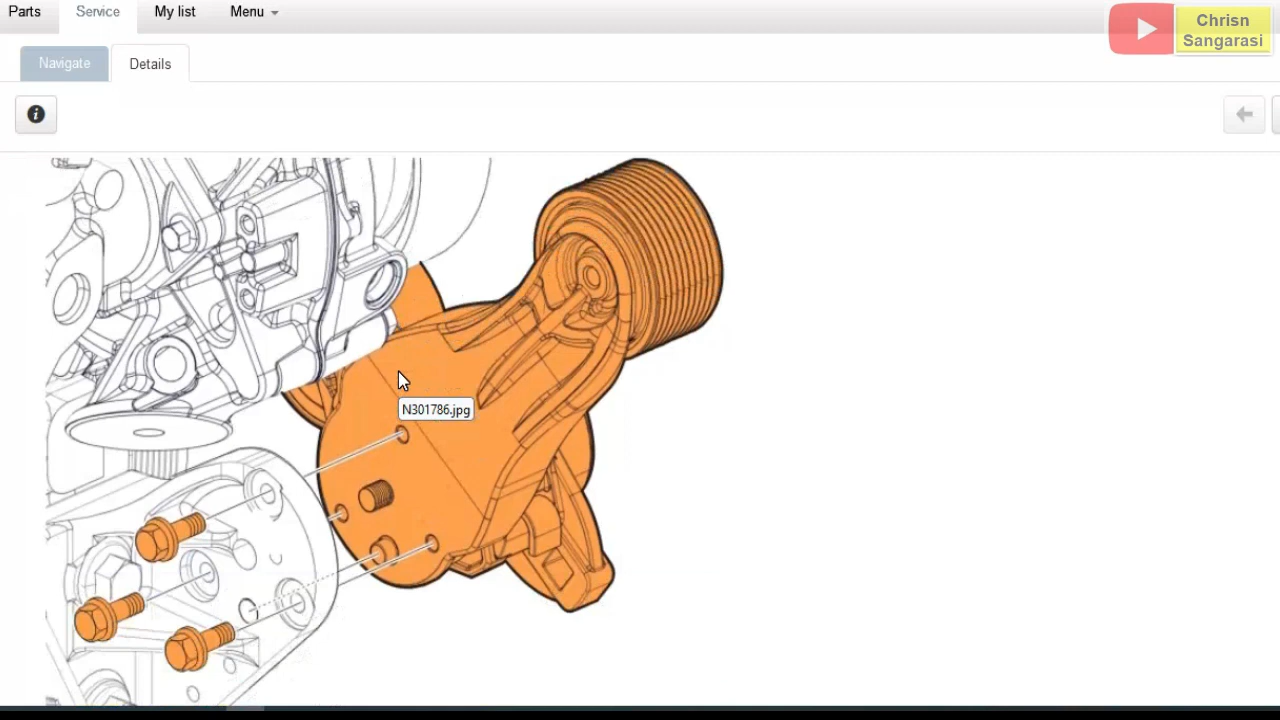 Parts
Service
My list
Menu
Chrisn
Sangarasi
Navigate
Details
i
N301786.jpg